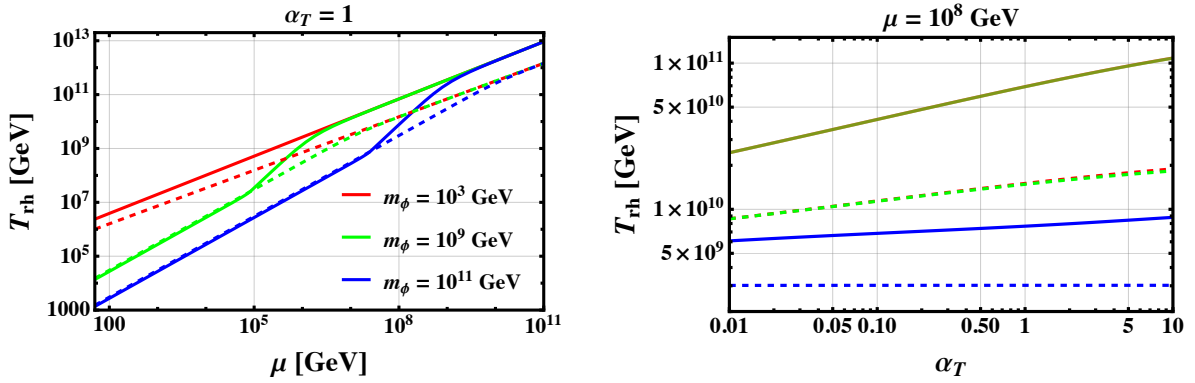 α_T = 1
10^13
10^11
10^9
10^7
10^5
1000
T_rh [GeV]
m_ϕ = 10^3 GeV
m_ϕ = 10^9 GeV
m_ϕ = 10^11 GeV
100 10^5 10^8 10^11
μ [GeV]
μ = 10^8 GeV
1×10^11
5×10^10
1×10^10
5×10^9
T_rh [GeV]
0.01 0.05 0.10 0.50 1 5 10
α_T